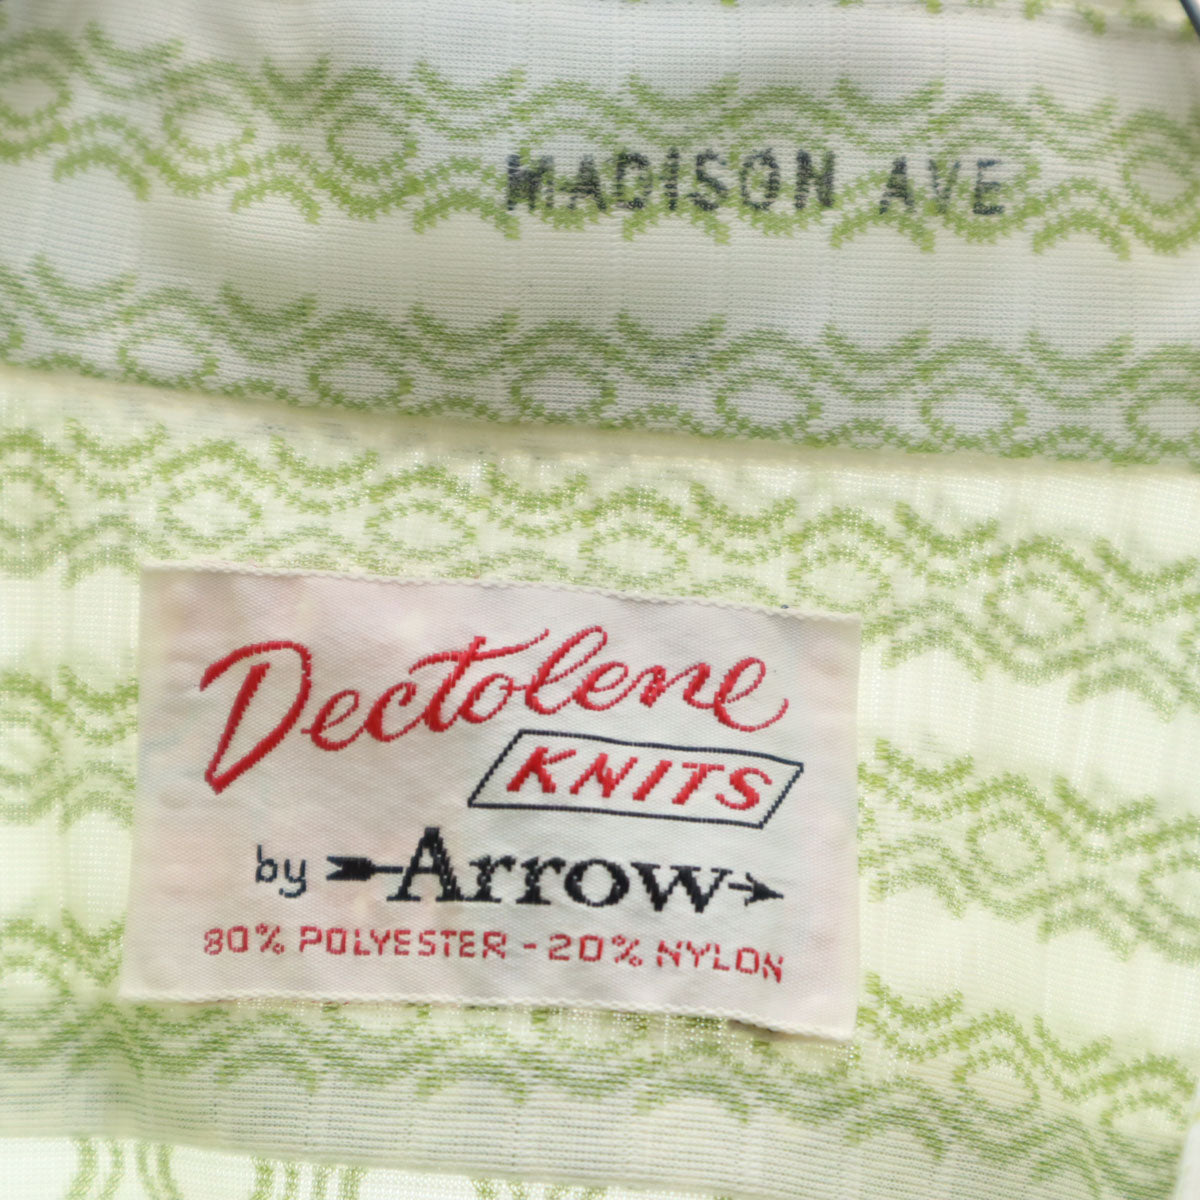 MADISON AVE
Dectolene
KNITS
by Arrow
80% POLYESTER - 20% NYLON